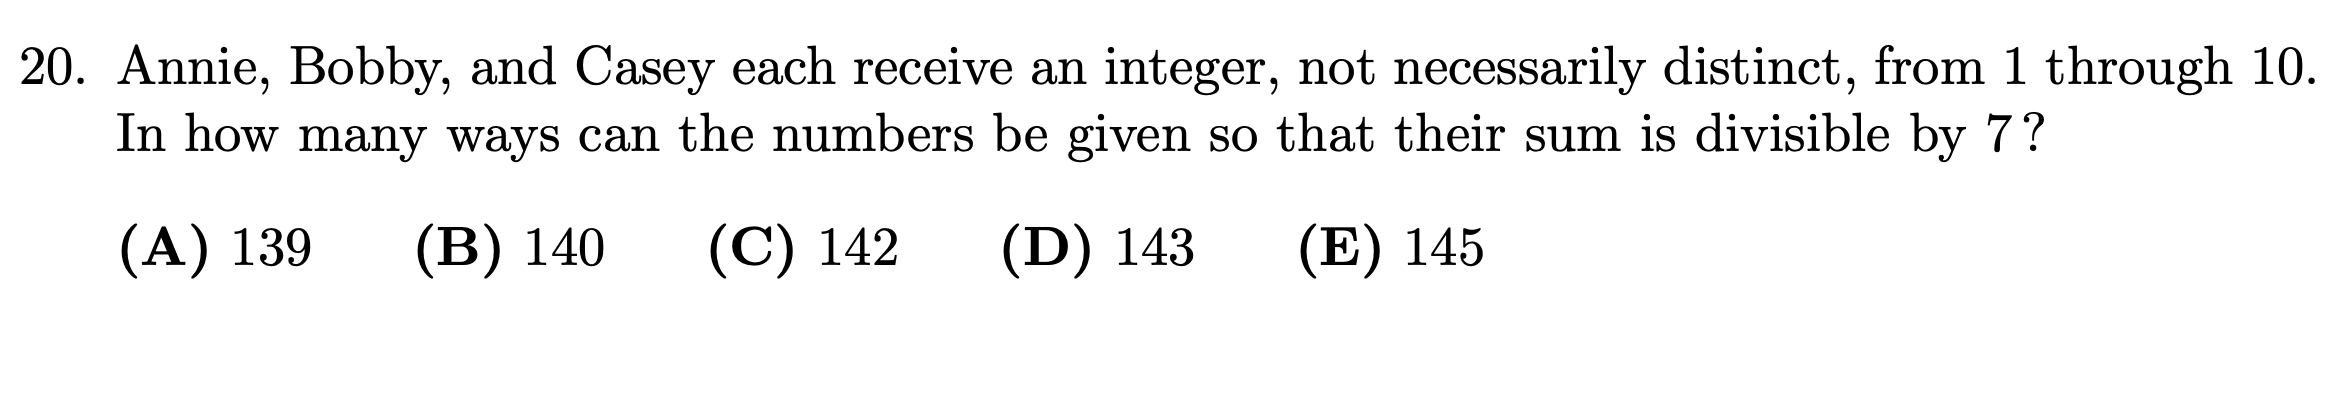 20. Annie, Bobby, and Casey each receive an integer, not necessarily distinct, from 1 through 10.
In how many ways can the numbers be given so that their sum is divisible by 7?
(A) 139 (B) 140 (C) 142 (D) 143 (E) 145